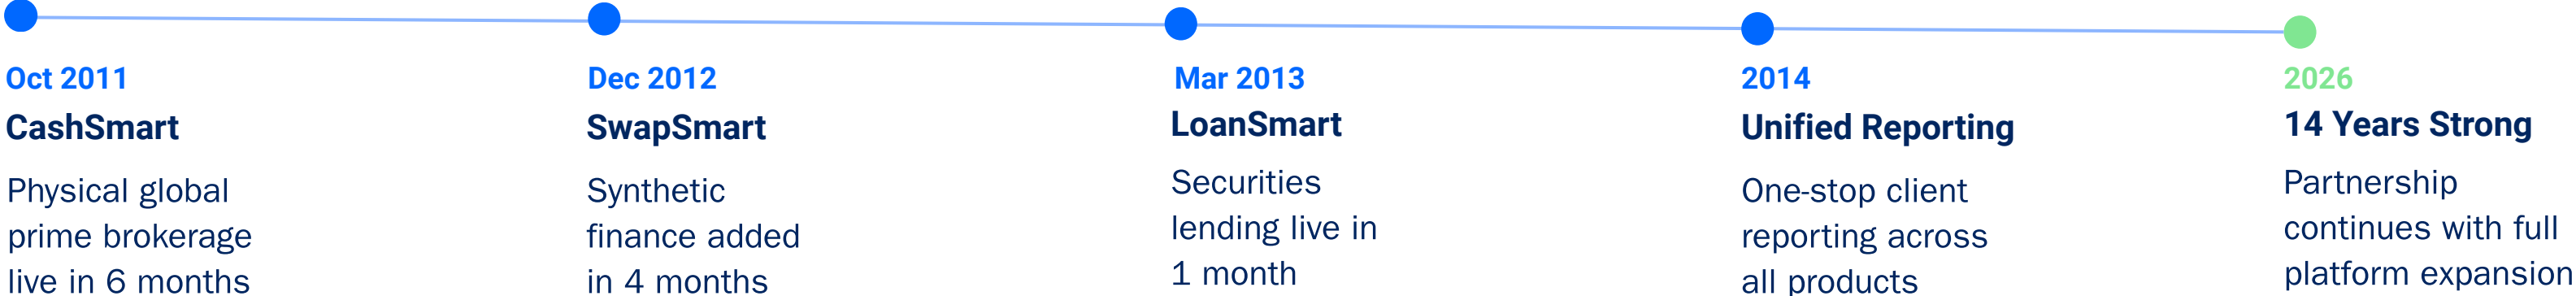 Oct 2011
CashSmart
Physical global
prime brokerage
live in 6 months
Dec 2012
SwapSmart
Synthetic
finance added
in 4 months
Mar 2013
LoanSmart
Securities
lending live in
1 month
2014
Unified Reporting
One-stop client
reporting across
all products
2026
14 Years Strong
Partnership
continues with full
platform expansion